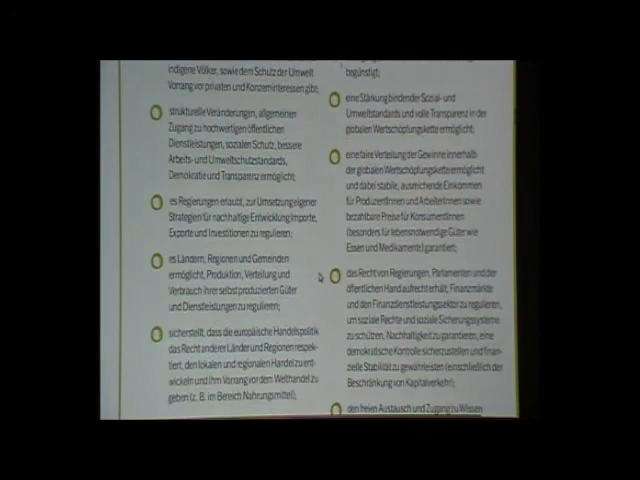 indigene Völker, sowie dem Schutz der Umwelt
Vorrang vor privaten und Konzerninteressen gibt;
strukturelle Veränderungen, allgemeinen
Zugang zu hochwertigen öffentlichen
Dienstleistungen, sozialen Schutz, bessere
Arbeits- und Umweltschutzstandards,
Demokratie und Transparenz ermöglicht;
es Regierungen erlaubt, zur Umsetzung eigener
Strategien für nachhaltige Entwicklung Importe,
Exporte und Investitionen zu regulieren;
es Ländern, Regionen und Gemeinden
ermöglicht, Produktion, Verteilung und
Verbrauch ihrer selbst produzierten Güter
und Dienstleistungen zu regulieren;
sicherstellt, dass die europäische Handelspolitik
das Recht anderer Länder und Regionen respek-
tiert, den lokalen und regionalen Handel zu ent-
wickeln und ihm Vorrang vor dem Welthandel zu
geben (z. B. im Bereich Nahrungsmittel);
begünstigt;
eine Stärkung bindender Sozial- und
Umweltstandards und volle Transparenz in der
globalen Wertschöpfungskette ermöglicht;
eine faire Verteilung der Gewinne innerhalb
der globalen Wertschöpfungskette ermöglicht
und dabei stabile, ausreichende Einkommen
für ProduzentInnen und ArbeiterInnen sowie
bezahlbare Preise für KonsumentInnen
(besonders für lebensnotwendige Güter wie
Essen und Medikamente) garantiert;
das Recht von Regierungen, Parlamenten und der
öffentlichen Hand aufrecht erhält, Finanzmärkte
und den Finanzdienstleistungssektor zu regulieren,
um soziale Rechte und soziale Sicherungssysteme
zu schützen, Nachhaltigkeit zu garantieren, eine
demokratische Kontrolle sicherzustellen und finan-
zielle Stabilität zu gewährleisten (einschließlich der
Beschränkung von Kapitalverkehr);
den freien Austausch und Zugang zu Wissen